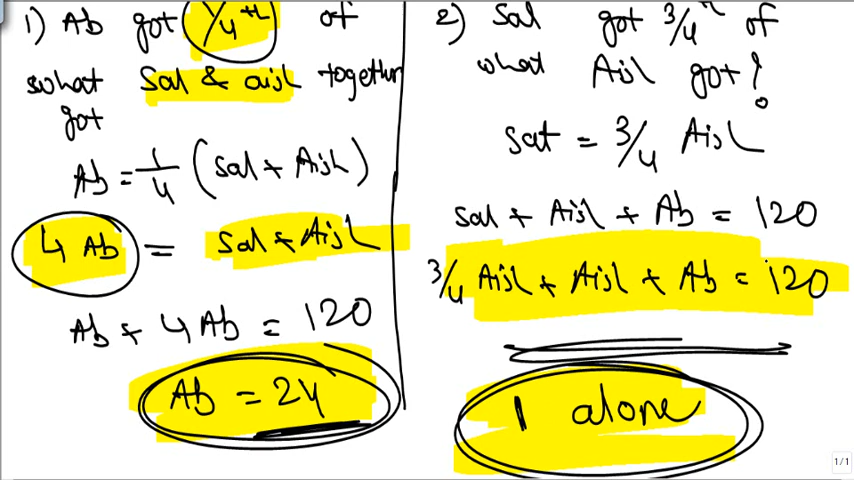 1) Ab got 1/4th of
what Sal & aisl together
got
Ab = 1/4 (Sal + Aisl)
4 Ab = Sal + Aisl
Ab + 4Ab = 120
Ab = 24
2) Sal got 3/4th of
what Aisl got?
Sat = 3/4 Aisl
Sal + Aisl + Ab = 120
3/4 Aisl + Aisl + Ab = 120
1 alone
1/1